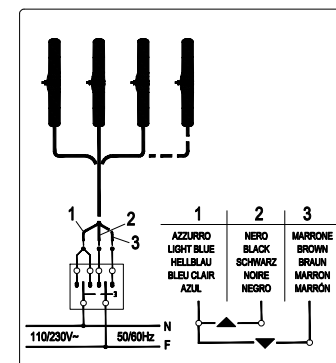 1
2
3
1 2 3
AZZURRO NERO MARRONE
LIGHT BLUE BLACK BROWN
HELLBLAU SCHWARZ BRAUN
BLEU CLAIR NOIRE MARRON
AZUL NEGRO MARRÓN
N
110/230V~ 50/60Hz
F